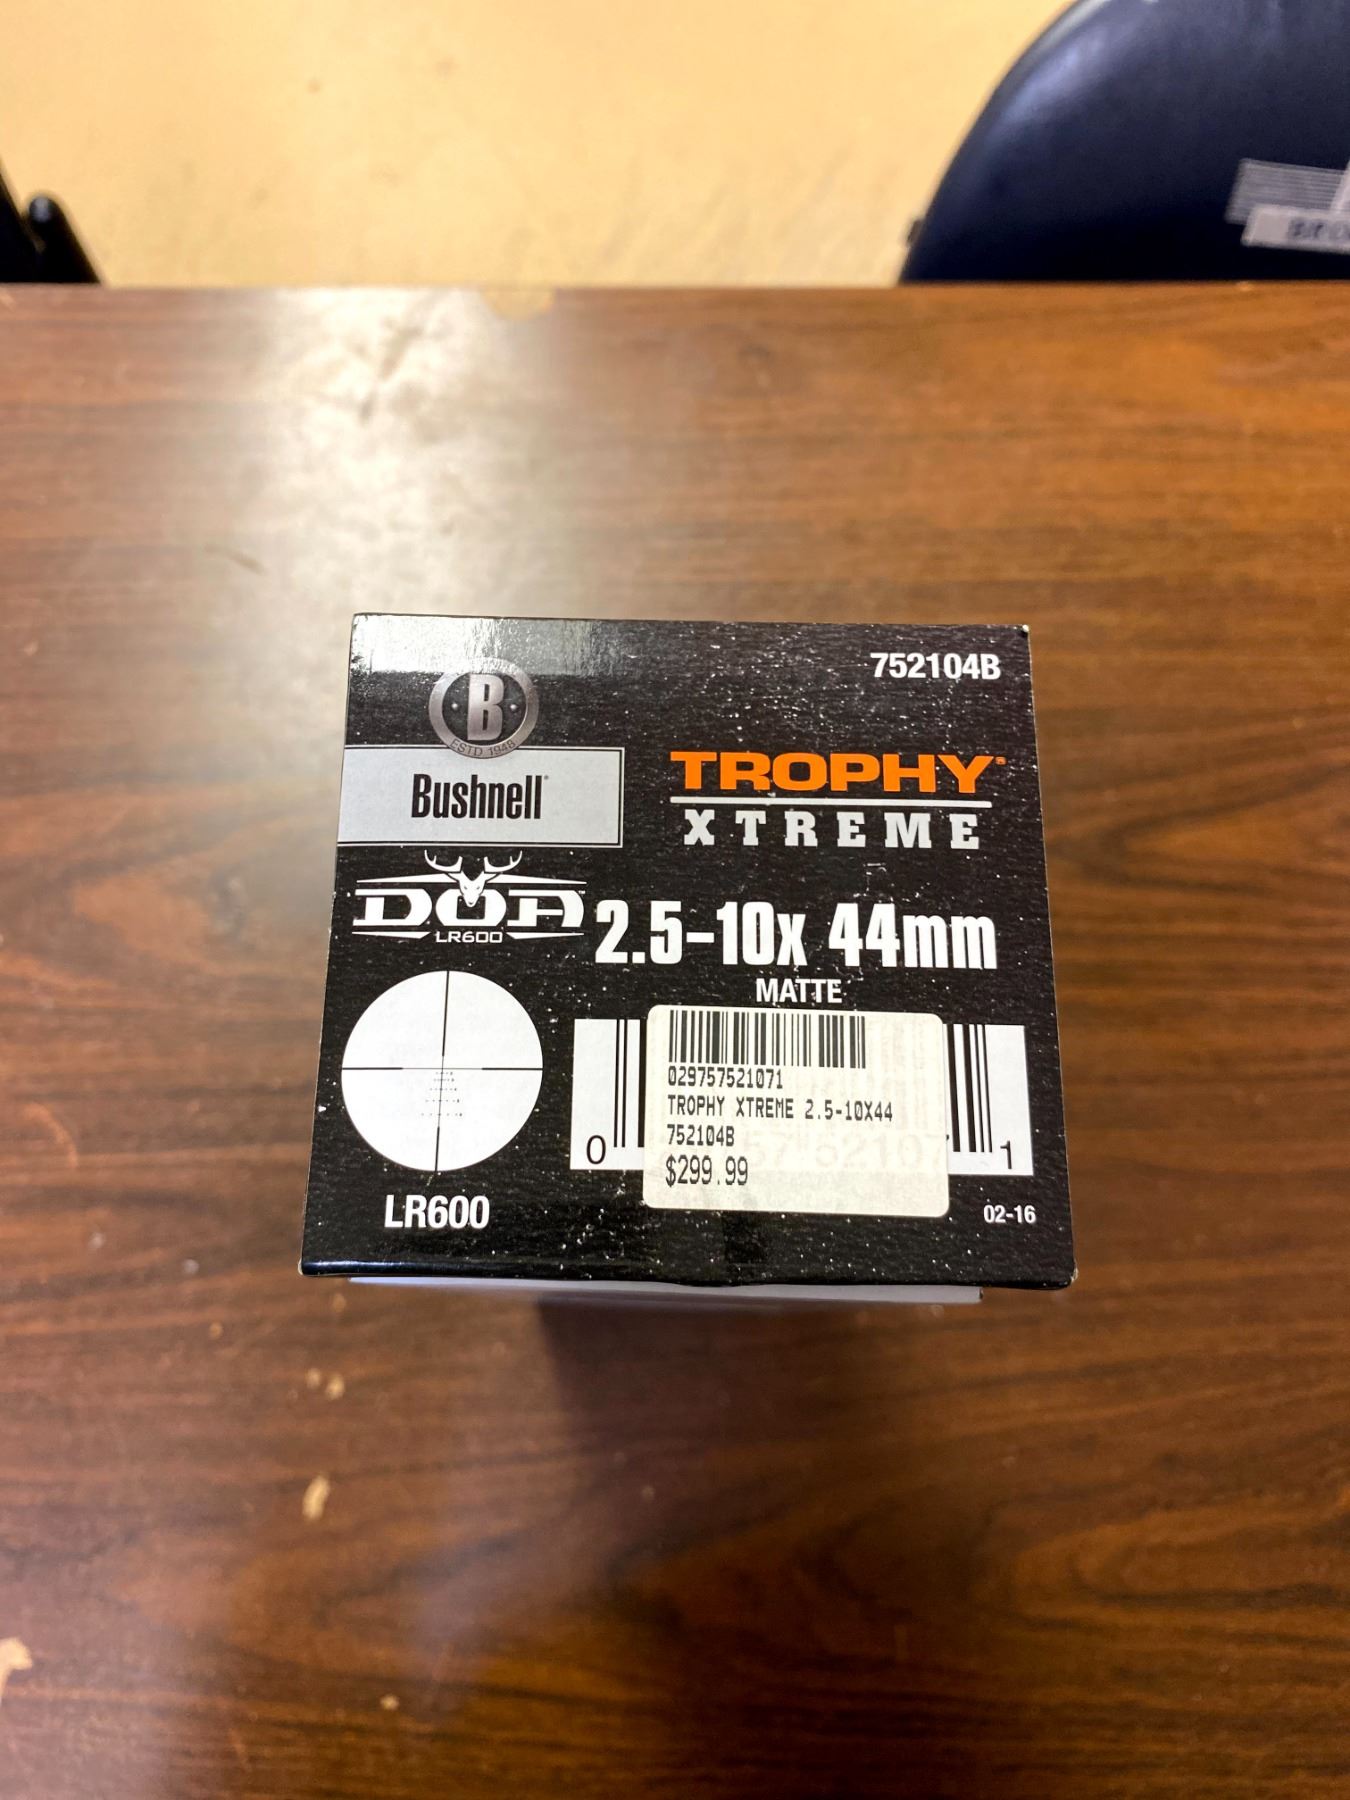 752104B
B
ESTD 1948
Bushnell®
TROPHY®
XTREME
D.O.A™
LR600
2.5-10x 44mm
MATTE
029757521071
TROPHY XTREME 2.5-10X44
752104B
$299.99
0
1
LR600
02-16